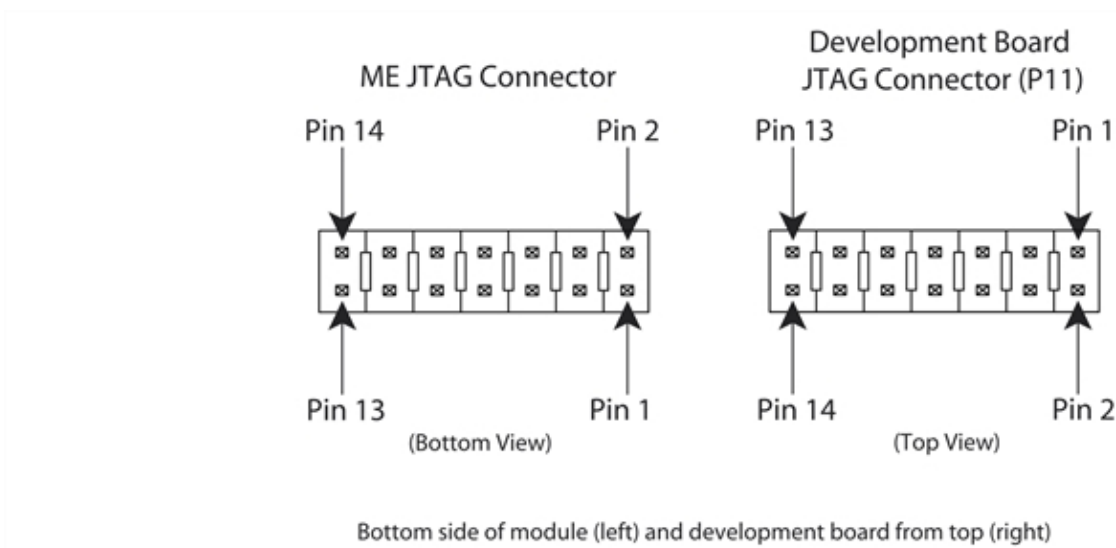 Development Board
ME JTAG Connector
JTAG Connector (P11)
Pin 14
Pin 2
Pin 13
Pin 1
Pin 13
Pin 1
Pin 14
Pin 2
(Bottom View)
(Top View)
Bottom side of module (left) and development board from top (right)